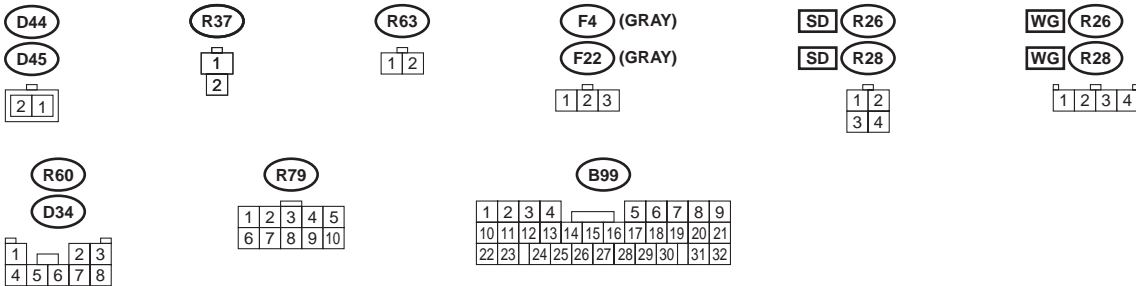 D44
D45
2 1
R37
1
2
R63
1 2
F4 (GRAY)
F22 (GRAY)
1 2 3
SD R26
SD R28
1 2
3 4
WG R26
WG R28
1 2 3 4
R60
D34
1 2 3
4 5 6 7 8
R79
1 2 3 4 5
6 7 8 9 10
B99
1 2 3 4 5 6 7 8 9
10 11 12 13 14 15 16 17 18 19 20 21
22 23 24 25 26 27 28 29 30 31 32